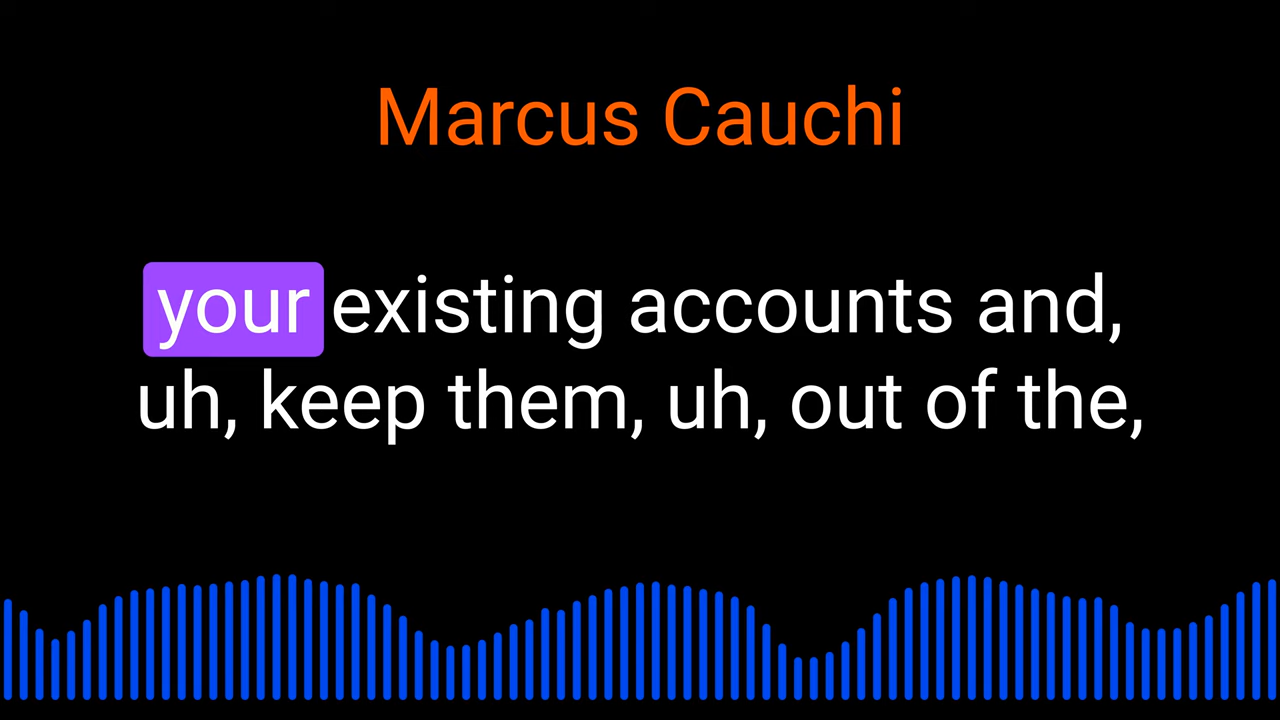 Marcus Cauchi
your existing accounts and,
uh, keep them, uh, out of the,